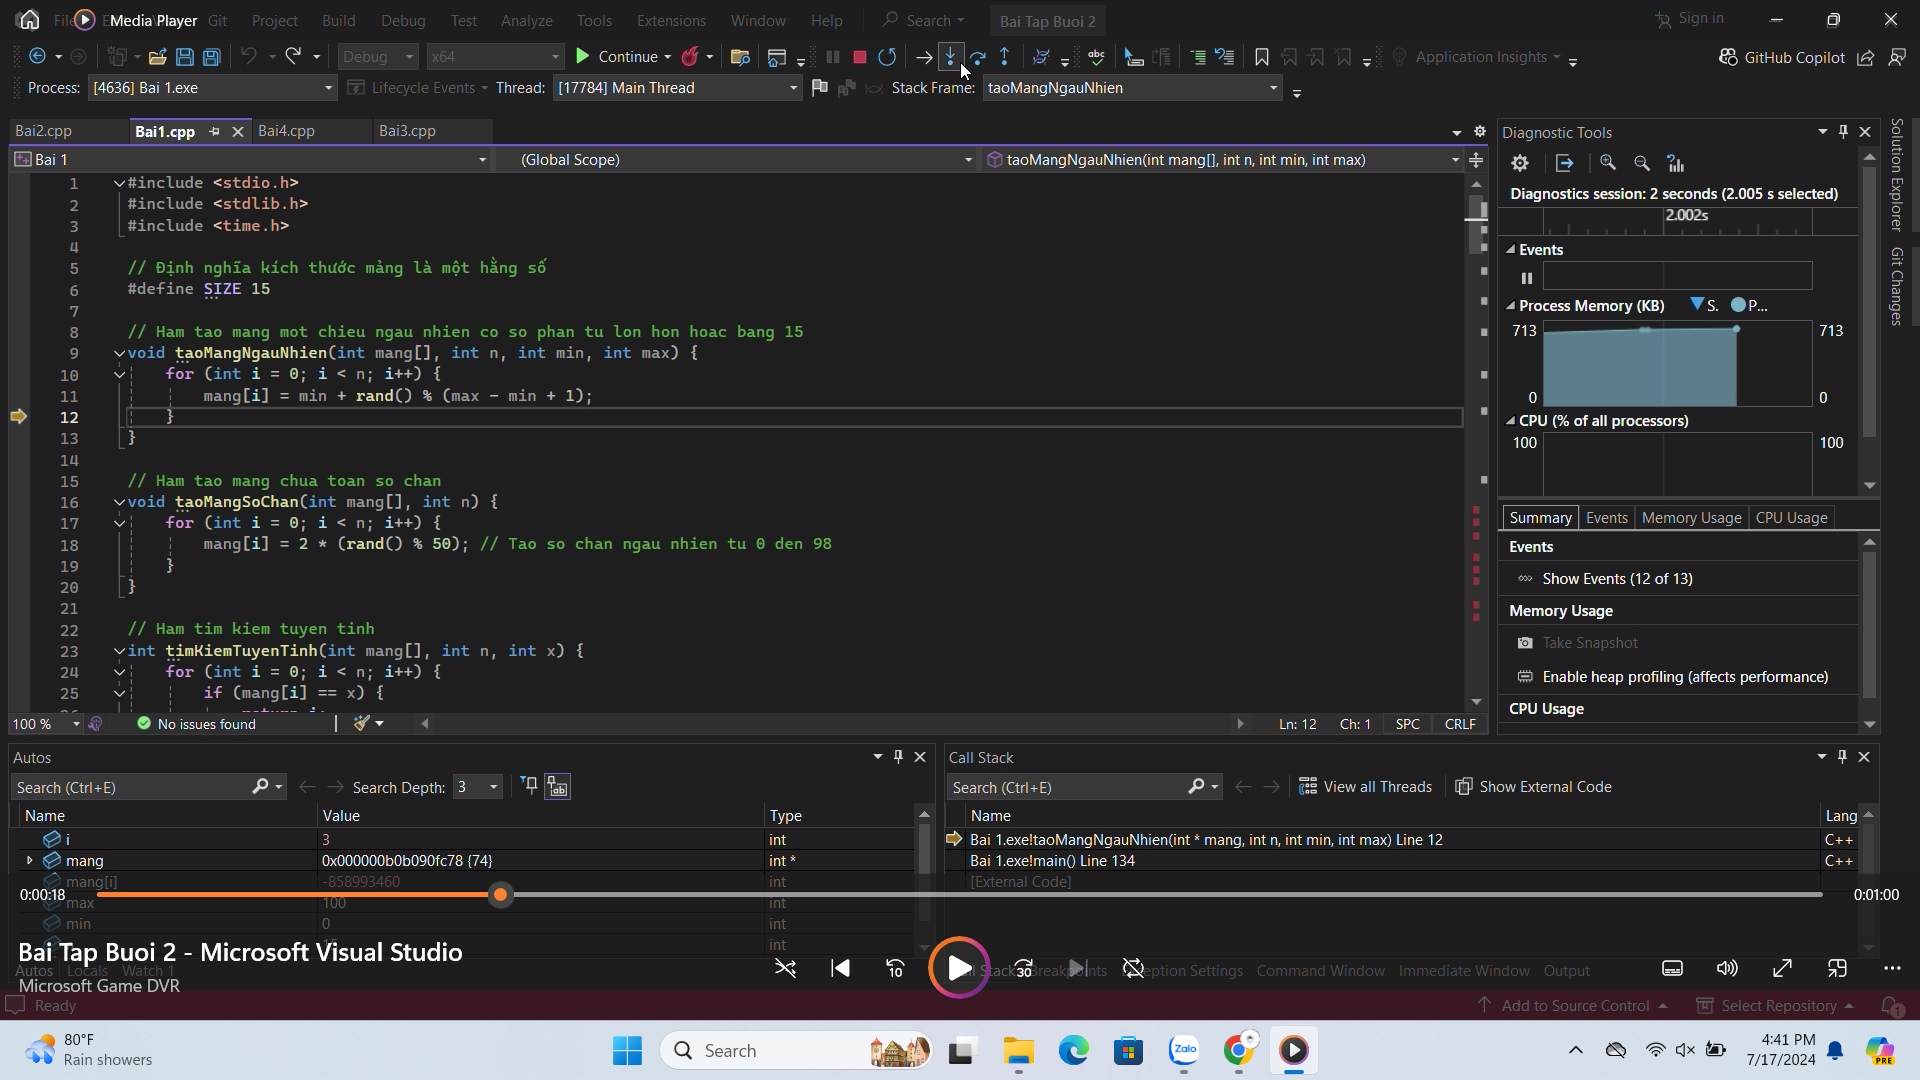 File Media Player Git Project Build Debug Test Analyze Tools Extensions Window Help Search Bai Tap Buoi 2 Sign in
Debug x64 Continue Application Insights GitHub Copilot
Process: [4636] Bai 1.exe Lifecycle Events Thread: [17784] Main Thread Stack Frame: taoMangNgauNhien
Bai2.cpp Bai1.cpp Bai4.cpp Bai3.cpp
Bai 1 (Global Scope) taoMangNgauNhien(int mang[], int n, int min, int max)
1 #include <stdio.h>
2 #include <stdlib.h>
3 #include <time.h>
4
5 // Định nghĩa kích thước mảng là một hằng số
6 #define SIZE 15
7
8 // Ham tao mang mot chieu ngau nhien co so phan tu lon hon hoac bang 15
9 void taoMangNgauNhien(int mang[], int n, int min, int max) {
10 for (int i = 0; i < n; i++) {
11 mang[i] = min + rand() % (max - min + 1);
12 }
13 }
14
15 // Ham tao mang chua toan so chan
16 void taoMangSoChan(int mang[], int n) {
17 for (int i = 0; i < n; i++) {
18 mang[i] = 2 * (rand() % 50); // Tao so chan ngau nhien tu 0 den 98
19 }
20 }
21
22 // Ham tim kiem tuyen tinh
23 int timKiemTuyenTinh(int mang[], int n, int x) {
24 for (int i = 0; i < n; i++) {
25 if (mang[i] == x) {
100 % No issues found Ln: 12 Ch: 1 SPC CRLF
Diagnostic Tools
Diagnostics session: 2 seconds (2.005 s selected)
2.002s
Events
Process Memory (KB) S. P...
713 713
0 0
CPU (% of all processors)
100 100
Summary Events Memory Usage CPU Usage
Events
Show Events (12 of 13)
Memory Usage
Take Snapshot
Enable heap profiling (affects performance)
CPU Usage
Solution Explorer
Git Changes
Autos
Search (Ctrl+E) Search Depth: 3
Name Value Type
i 3 int
mang 0x000000b0b090fc78 {74} int *
mang[i] -858993460 int
max 100 int
min 0 int
int
Autos Locals Watch 1
Call Stack
Search (Ctrl+E) View all Threads Show External Code
Name Lang
Bai 1.exe!taoMangNgauNhien(int * mang, int n, int min, int max) Line 12 C++
Bai 1.exe!main() Line 134 C++
[External Code]
0:00:18 0:01:00
Bai Tap Buoi 2 - Microsoft Visual Studio
Microsoft Game DVR
10 30
Command Window Immediate Window Output
Ready Add to Source Control Select Repository 1
80°F
Rain showers
Search
Zalo
4:41 PM
7/17/2024
PRE